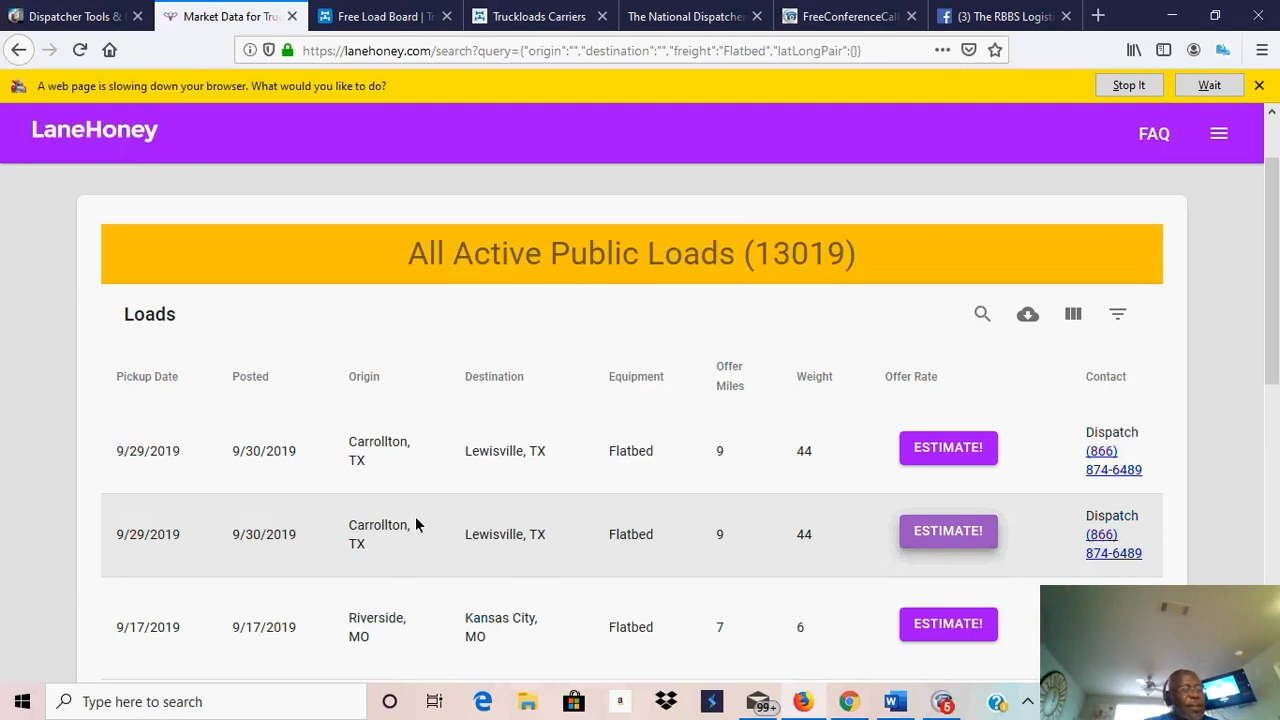 Dispatcher Tools &
Market Data for Tru
Free Load Board | T
Truckloads Carriers
The National Dispatche
FreeConferenceCal
(3) The RBBS Logist
https://lanehoney.com/search?query={"origin":"","destination":"","freight":"Flatbed","latLongPair":{}}
A web page is slowing down your browser. What would you like to do?
Stop It
Wait
LaneHoney
FAQ
All Active Public Loads (13019)
Loads
Pickup Date Posted Origin Destination Equipment Offer Miles Weight Offer Rate Contact
9/29/2019 9/30/2019 Carrollton, TX Lewisville, TX Flatbed 9 44 ESTIMATE! Dispatch (866) 874-6489
9/29/2019 9/30/2019 Carrollton, TX Lewisville, TX Flatbed 9 44 ESTIMATE! Dispatch (866) 874-6489
9/17/2019 9/17/2019 Riverside, MO Kansas City, MO Flatbed 7 6 ESTIMATE!
Type here to search
a
99+
5